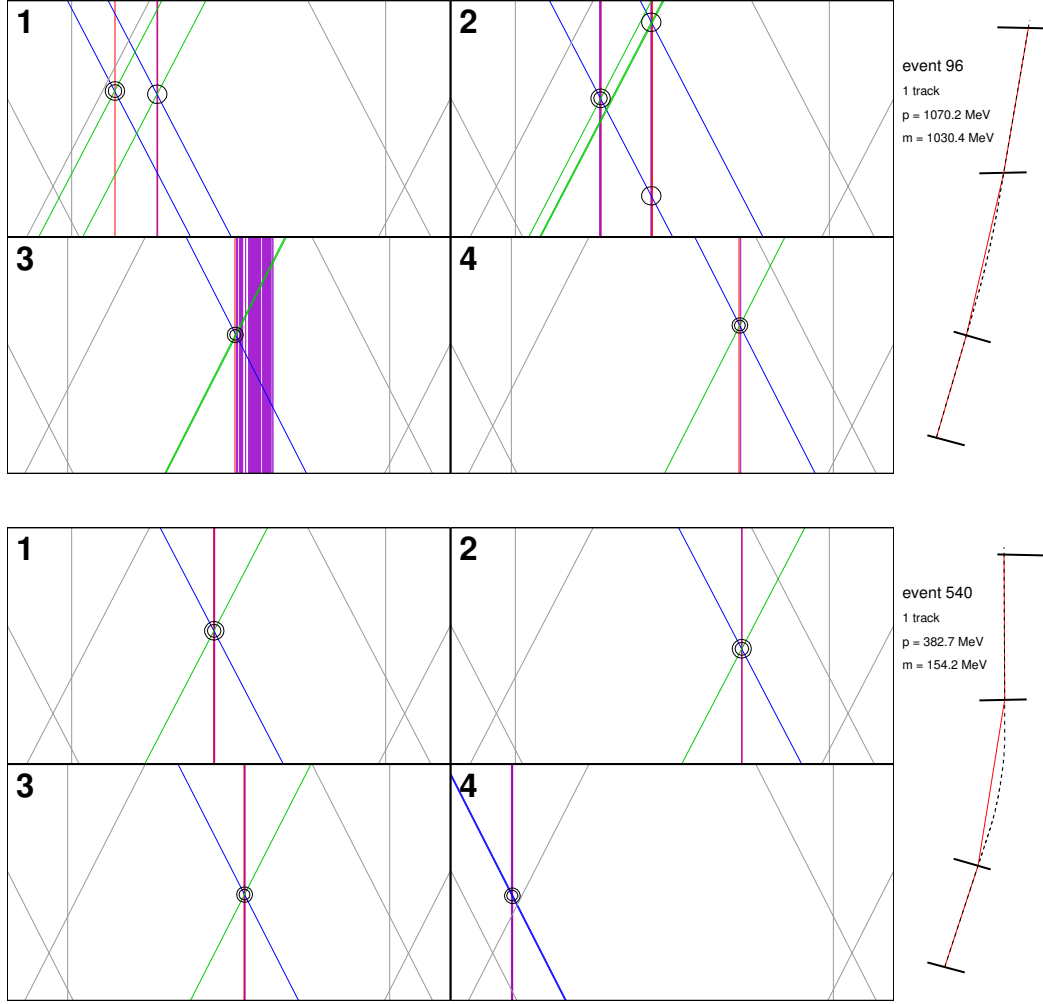 1
2
3
4
event 96
1 track
p = 1070.2 MeV
m = 1030.4 MeV
1
2
3
4
event 540
1 track
p = 382.7 MeV
m = 154.2 MeV